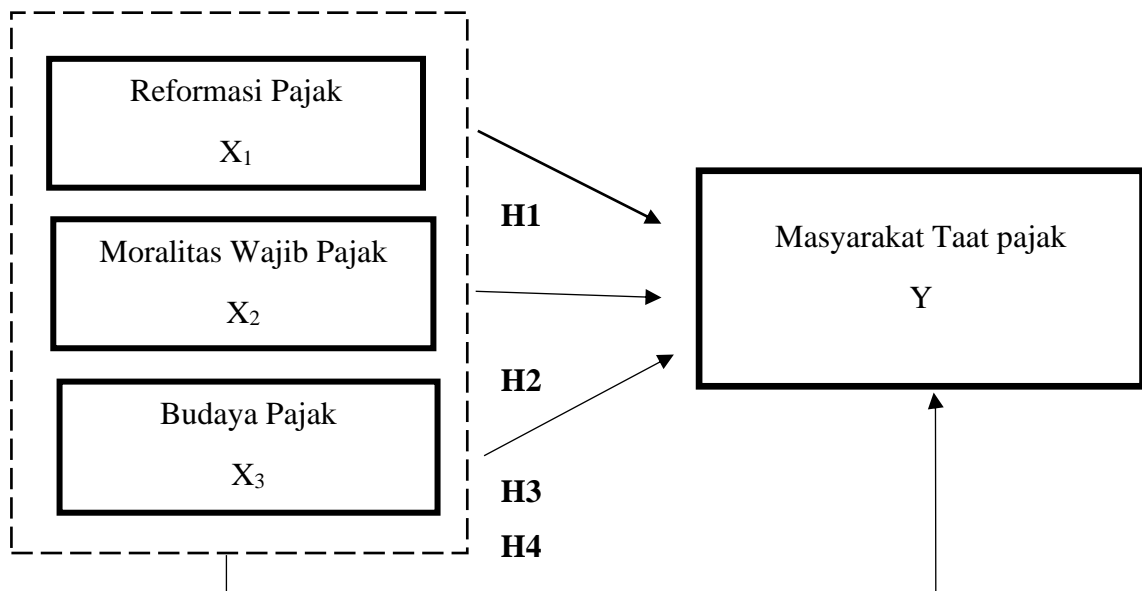 Reformasi Pajak
X₁
H1
Moralitas Wajib Pajak
X₂
H2
Budaya Pajak
X₃
H3
H4
Masyarakat Taat pajak
Y